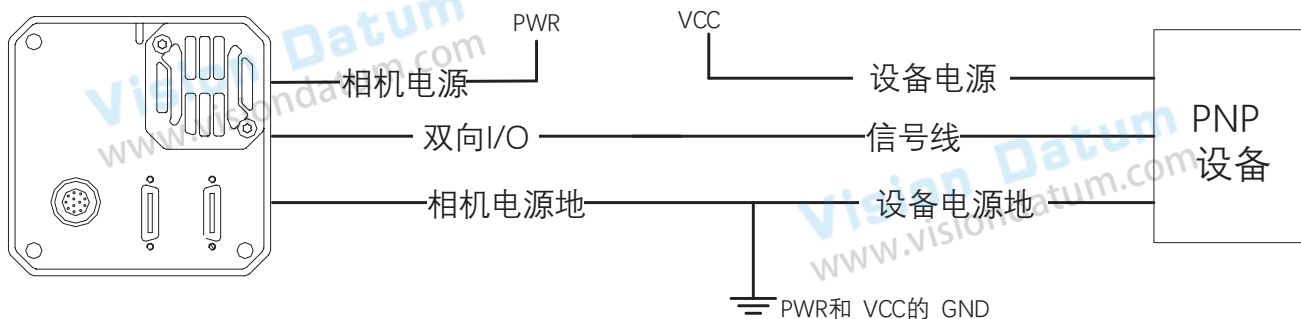 PWR
VCC
相机电源
设备电源
双向I/O
信号线
PNP
设备
相机电源地
设备电源地
PWR和 VCC的 GND
Vision Datum
www.visiondatum.com
Vision Datum
www.visiondatum.com